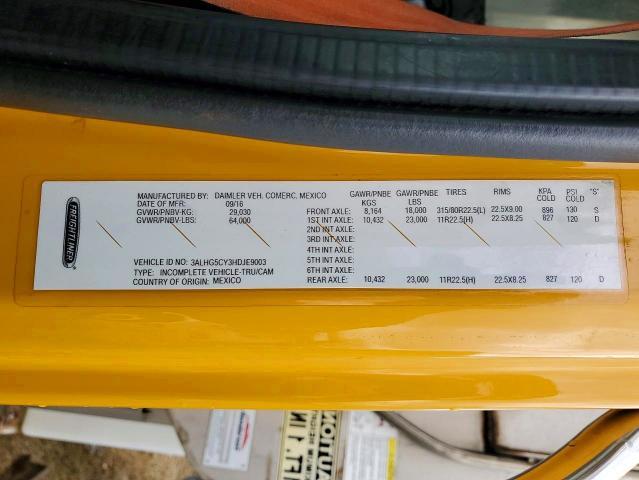 FREIGHTLINER
MANUFACTURED BY: DAIMLER VEH. COMERC, MEXICO
DATE OF MFR: 09/16
GVWR/PNBV-KG: 29,030
GVWR/PNBV-LBS: 64,000
VEHICLE ID NO: 3ALHG5CY3HDJE9003
TYPE: INCOMPLETE VEHICLE-TRU/CAM
COUNTRY OF ORIGIN: MEXICO
GAWR/PNBE KGS GAWR/PNBE LBS TIRES RIMS KPA COLD PSI COLD "S"
FRONT AXLE: 8,164 18,000 315/80R22.5(L) 22.5X9.00 896 130 S
1ST INT AXLE: 10,432 23,000 11R22.5(H) 22.5X8.25 827 120 D
2ND INT AXLE:
3RD INT AXLE:
4TH INT AXLE:
5TH INT AXLE:
6TH INT AXLE:
REAR AXLE: 10,432 23,000 11R22.5(H) 22.5X8.25 827 120 D